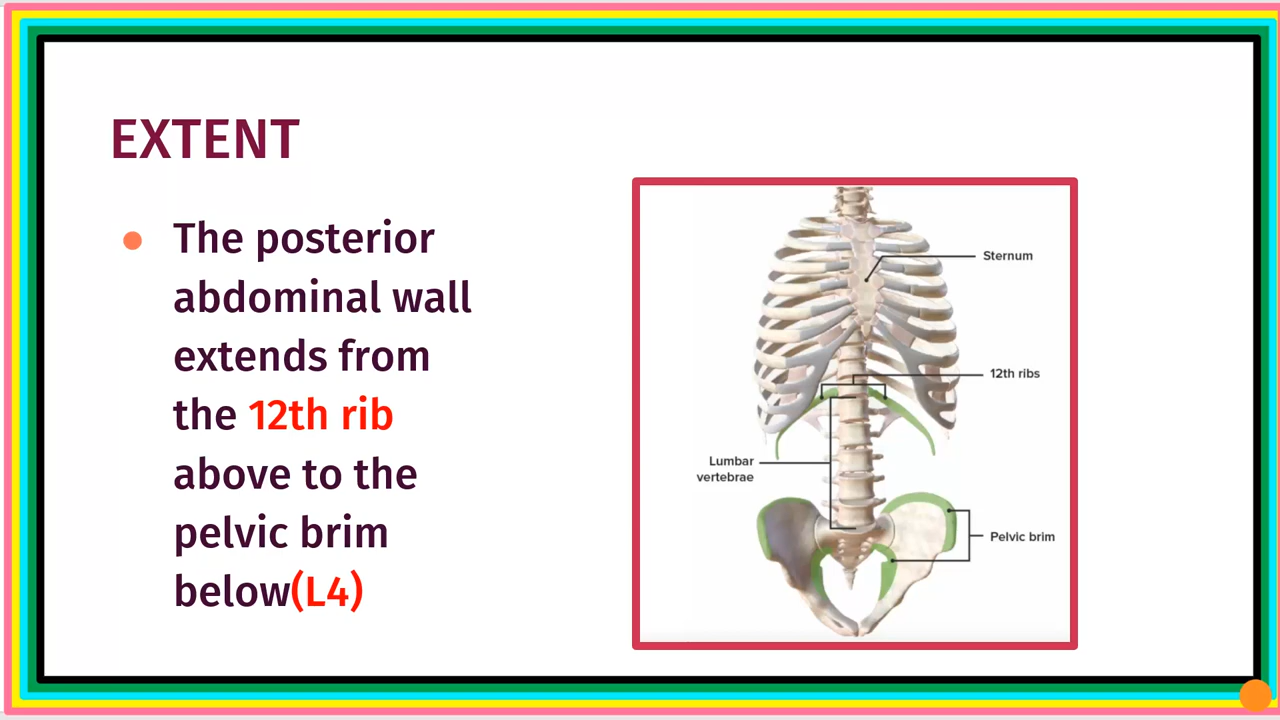 EXTENT
The posterior
abdominal wall
extends from
the 12th rib
above to the
pelvic brim
below(L4)
Sternum
12th ribs
Lumbar
vertebrae
Pelvic brim